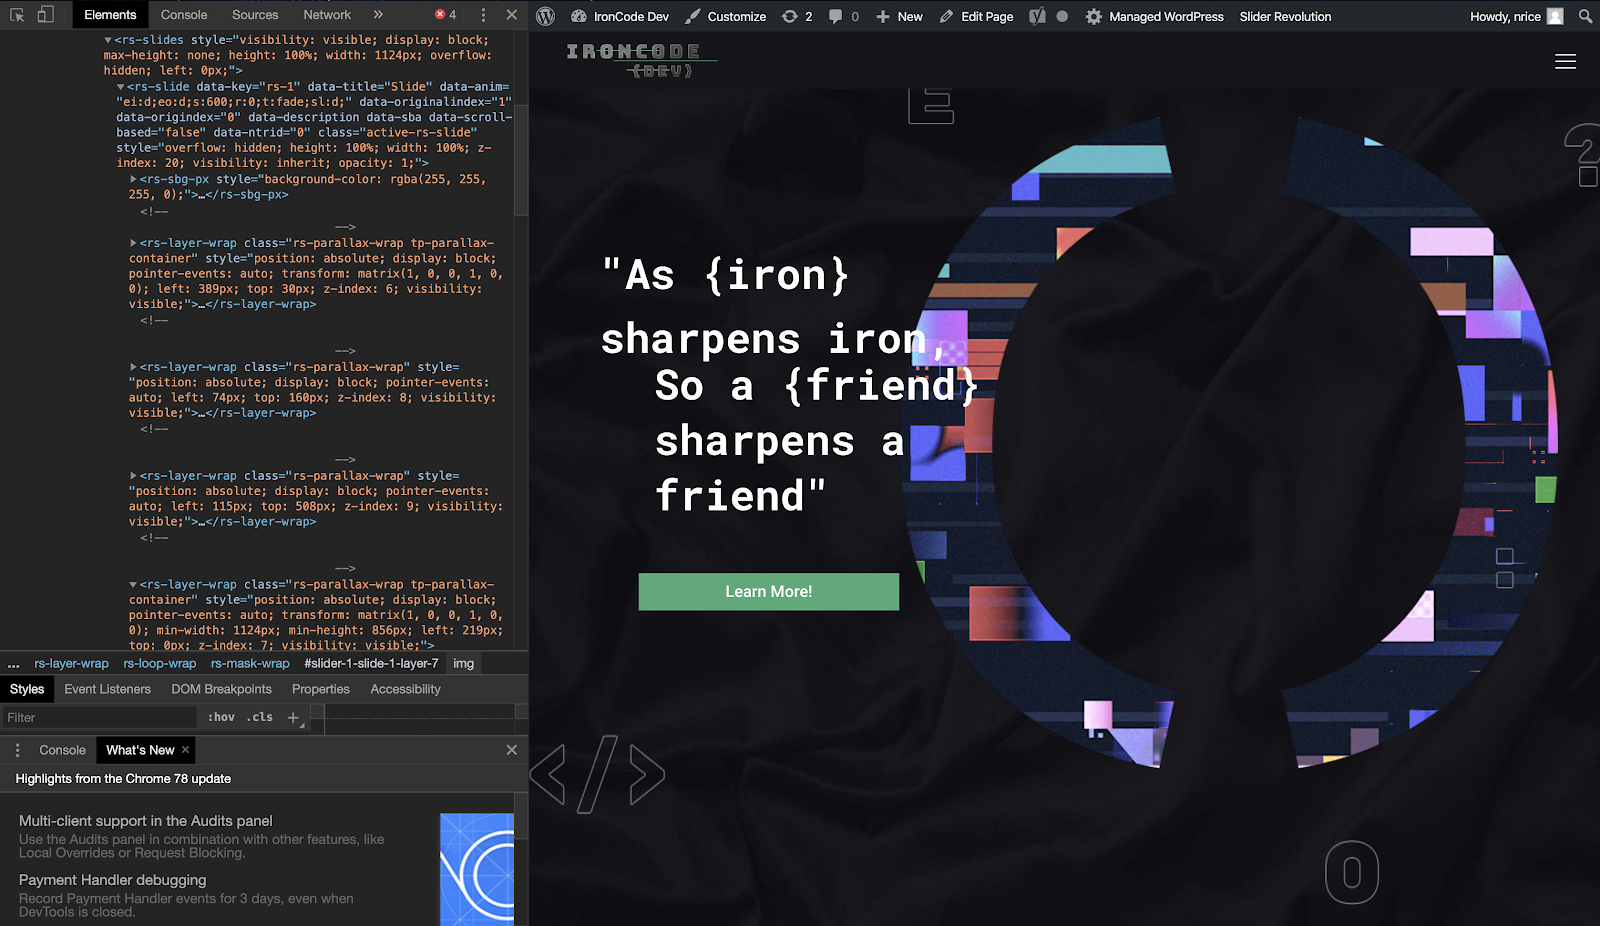 Elements Console Sources Network » 4
IronCode Dev Customize 2 0 New Edit Page Managed WordPress Slider Revolution Howdy, nrice
▼<rs-slides style="visibility: visible; display: block;
max-height: none; height: 100%; width: 1124px; overflow:
hidden; left: 0px;">
▼<rs-slide data-key="rs-1" data-title="Slide" data-anim=
"ei:d;eo:d;s:600;r:0;t:fade;sl:d;" data-originalindex="1"
data-origindex="0" data-description data-sba data-scroll-
based="false" data-ntrid="0" class="active-rs-slide"
style="overflow: hidden; height: 100%; width: 100%; z-
index: 20; visibility: inherit; opacity: 1;">
▶<rs-sbg-px style="background-color: rgba(255, 255,
255, 0);">…</rs-sbg-px>
<!--
-->
▶<rs-layer-wrap class="rs-parallax-wrap tp-parallax-
container" style="position: absolute; display: block;
pointer-events: auto; transform: matrix(1, 0, 0, 1, 0,
0); left: 389px; top: 30px; z-index: 6; visibility:
visible;">…</rs-layer-wrap>
<!--
-->
▶<rs-layer-wrap class="rs-parallax-wrap" style=
"position: absolute; display: block; pointer-events:
auto; left: 74px; top: 160px; z-index: 8; visibility:
visible;">…</rs-layer-wrap>
<!--
-->
▶<rs-layer-wrap class="rs-parallax-wrap" style=
"position: absolute; display: block; pointer-events:
auto; left: 115px; top: 508px; z-index: 9; visibility:
visible;">…</rs-layer-wrap>
<!--
-->
▼<rs-layer-wrap class="rs-parallax-wrap tp-parallax-
container" style="position: absolute; display: block;
pointer-events: auto; transform: matrix(1, 0, 0, 1, 0,
0); min-width: 1124px; min-height: 856px; left: 219px;
top: 0px; z-index: 7; visibility: visible;">
... rs-layer-wrap rs-loop-wrap rs-mask-wrap #slider-1-slide-1-layer-7 img
Styles Event Listeners DOM Breakpoints Properties Accessibility
Filter :hov .cls +
Console What's New ×
Highlights from the Chrome 78 update
Multi-client support in the Audits panel
Use the Audits panel in combination with other features, like
Local Overrides or Request Blocking.
Payment Handler debugging
Record Payment Handler events for 3 days, even when
DevTools is closed.
IRONCODE
{DEV}
E
?
"As {iron}
sharpens iron,
So a {friend}
sharpens a
friend"
Learn More!
</>
0